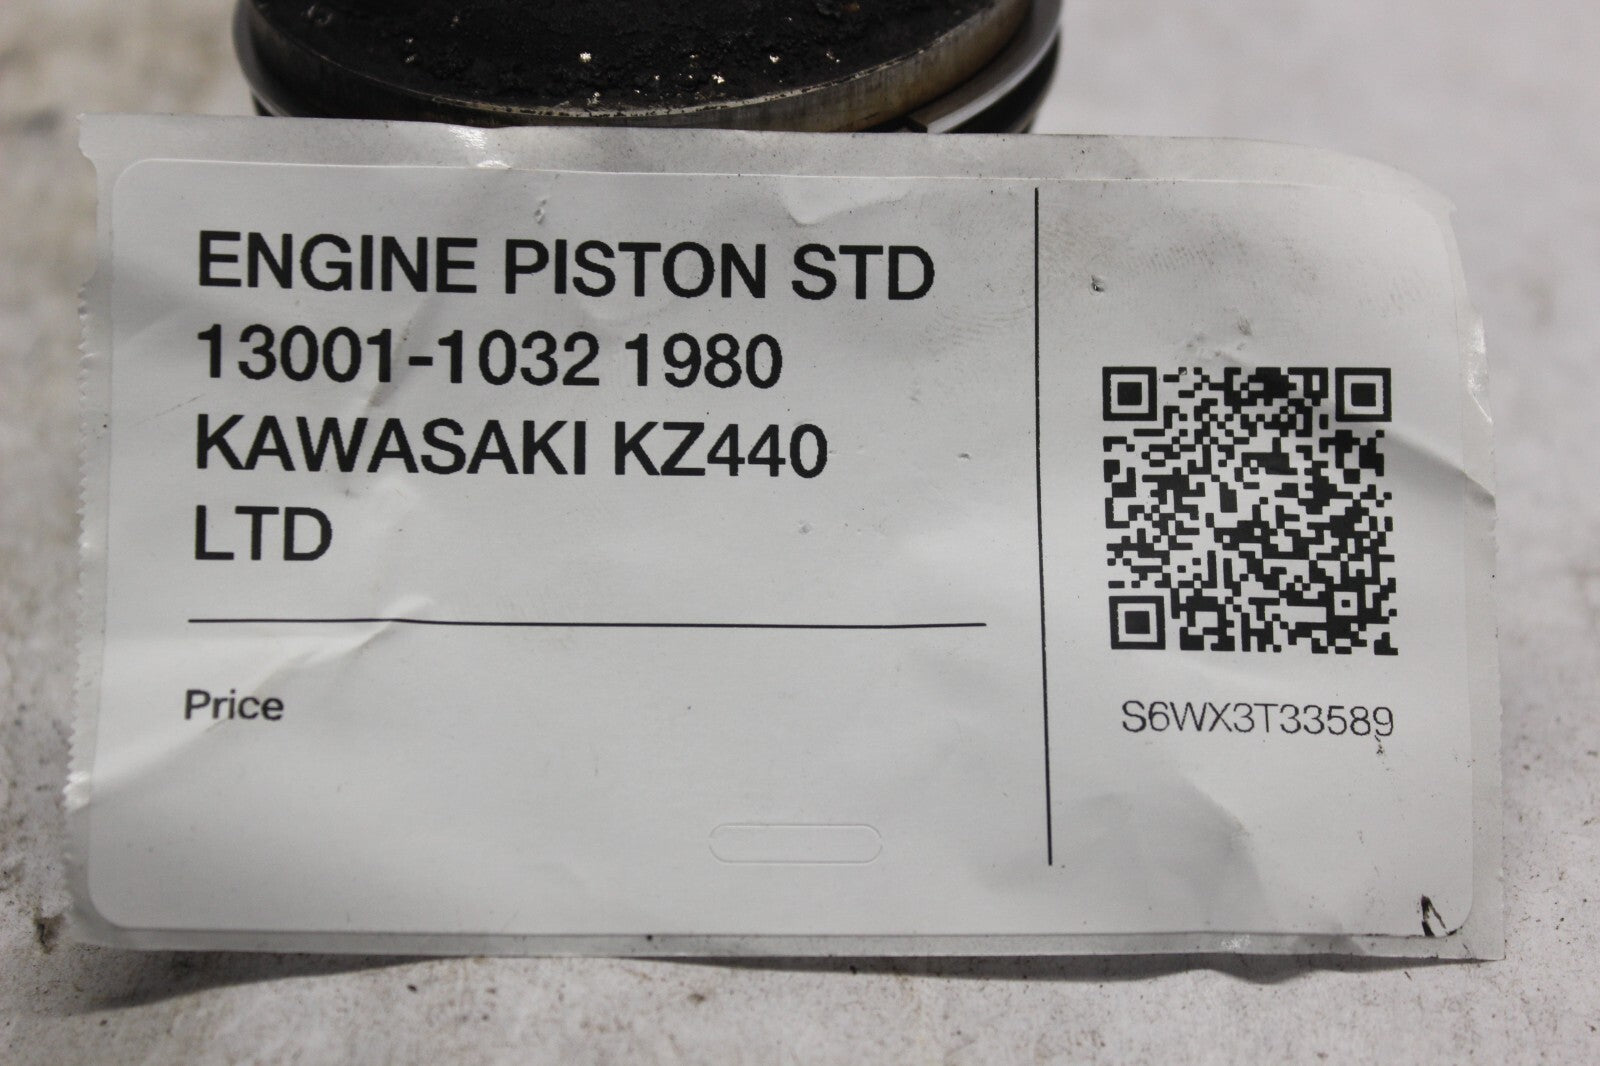 ENGINE PISTON STD
13001-1032 1980
KAWASAKI KZ440
LTD
Price
S6WX3T33589